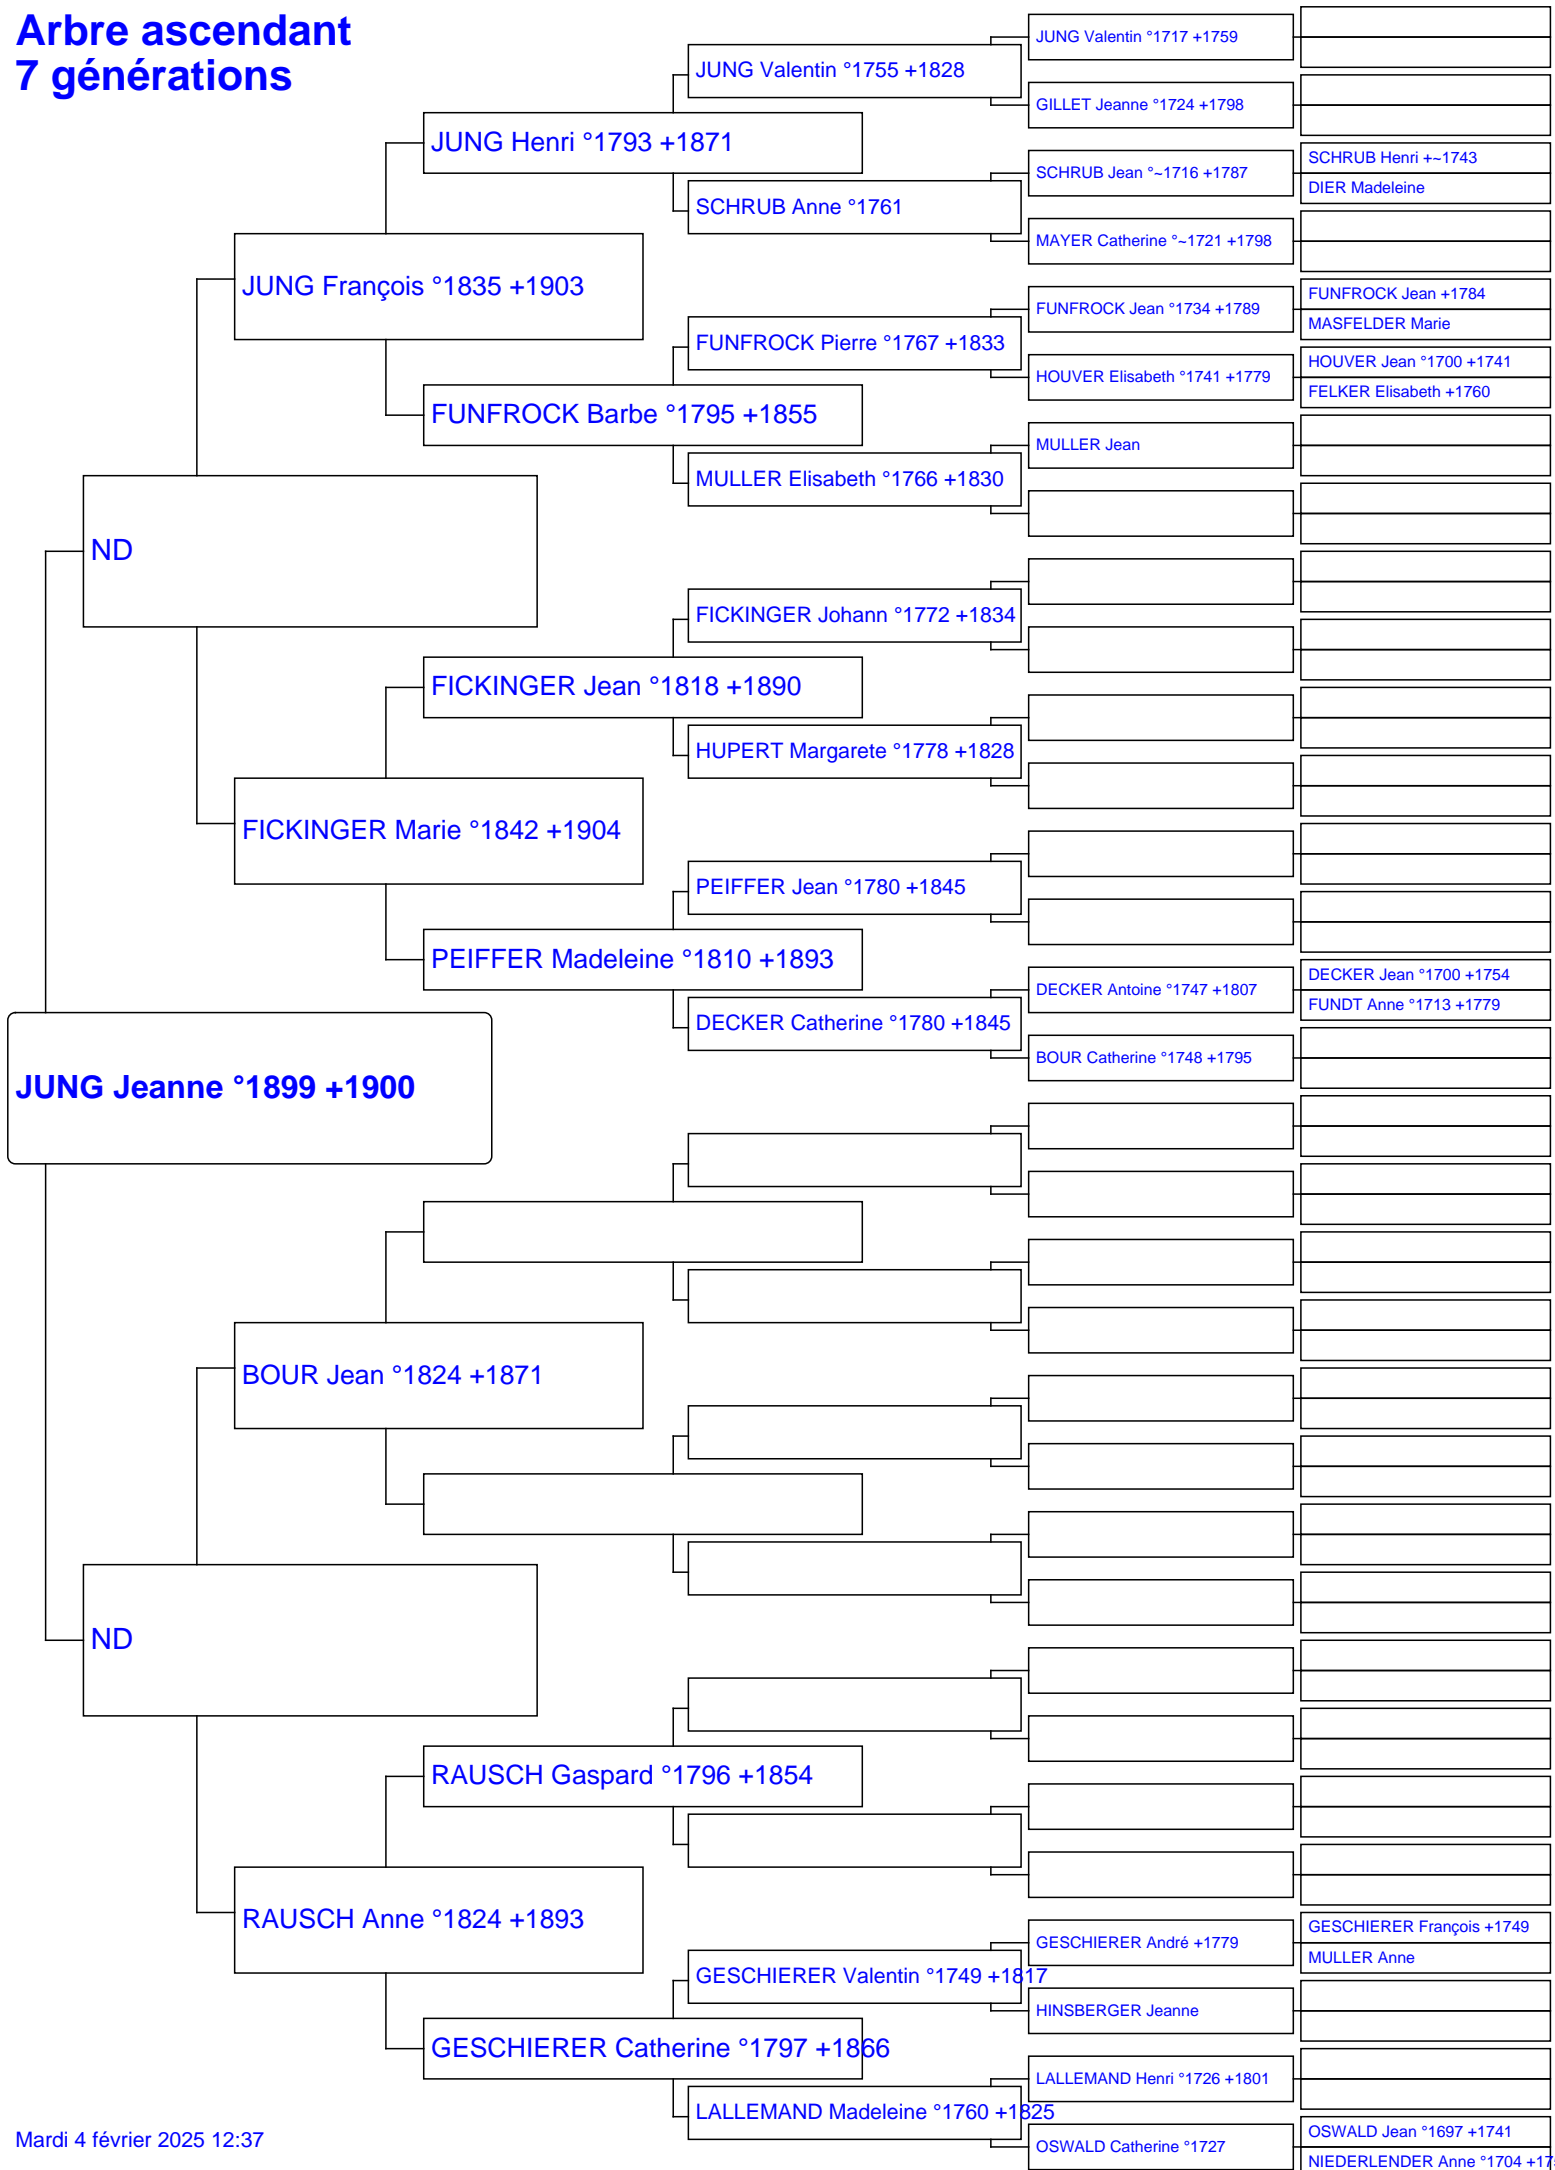 Arbre ascendant
7 générations
JUNG Valentin °1717 +1759
JUNG Valentin °1755 +1828
GILLET Jeanne °1724 +1798
JUNG Henri °1793 +1871
SCHRUB Henri +~1743
SCHRUB Jean °~1716 +1787
DIER Madeleine
SCHRUB Anne °1761
MAYER Catherine °~1721 +1798
JUNG François °1835 +1903
FUNFROCK Jean +1784
FUNFROCK Jean °1734 +1789
MASFELDER Marie
FUNFROCK Pierre °1767 +1833
HOUVER Jean °1700 +1741
HOUVER Elisabeth °1741 +1779
FELKER Elisabeth +1760
FUNFROCK Barbe °1795 +1855
MULLER Jean
MULLER Elisabeth °1766 +1830
ND
FICKINGER Johann °1772 +1834
FICKINGER Jean °1818 +1890
HUPERT Margarete °1778 +1828
FICKINGER Marie °1842 +1904
PEIFFER Jean °1780 +1845
PEIFFER Madeleine °1810 +1893
DECKER Jean °1700 +1754
DECKER Antoine °1747 +1807
FUNDT Anne °1713 +1779
DECKER Catherine °1780 +1845
BOUR Catherine °1748 +1795
JUNG Jeanne °1899 +1900
BOUR Jean °1824 +1871
ND
RAUSCH Gaspard °1796 +1854
RAUSCH Anne °1824 +1893
GESCHIERER François +1749
GESCHIERER André +1779
MULLER Anne
GESCHIERER Valentin °1749 +1817
HINSBERGER Jeanne
GESCHIERER Catherine °1797 +1866
LALLEMAND Henri °1726 +1801
LALLEMAND Madeleine °1760 +1825
OSWALD Jean °1697 +1741
OSWALD Catherine °1727
NIEDERLENDER Anne °1704
Mardi 4 février 2025 12:37